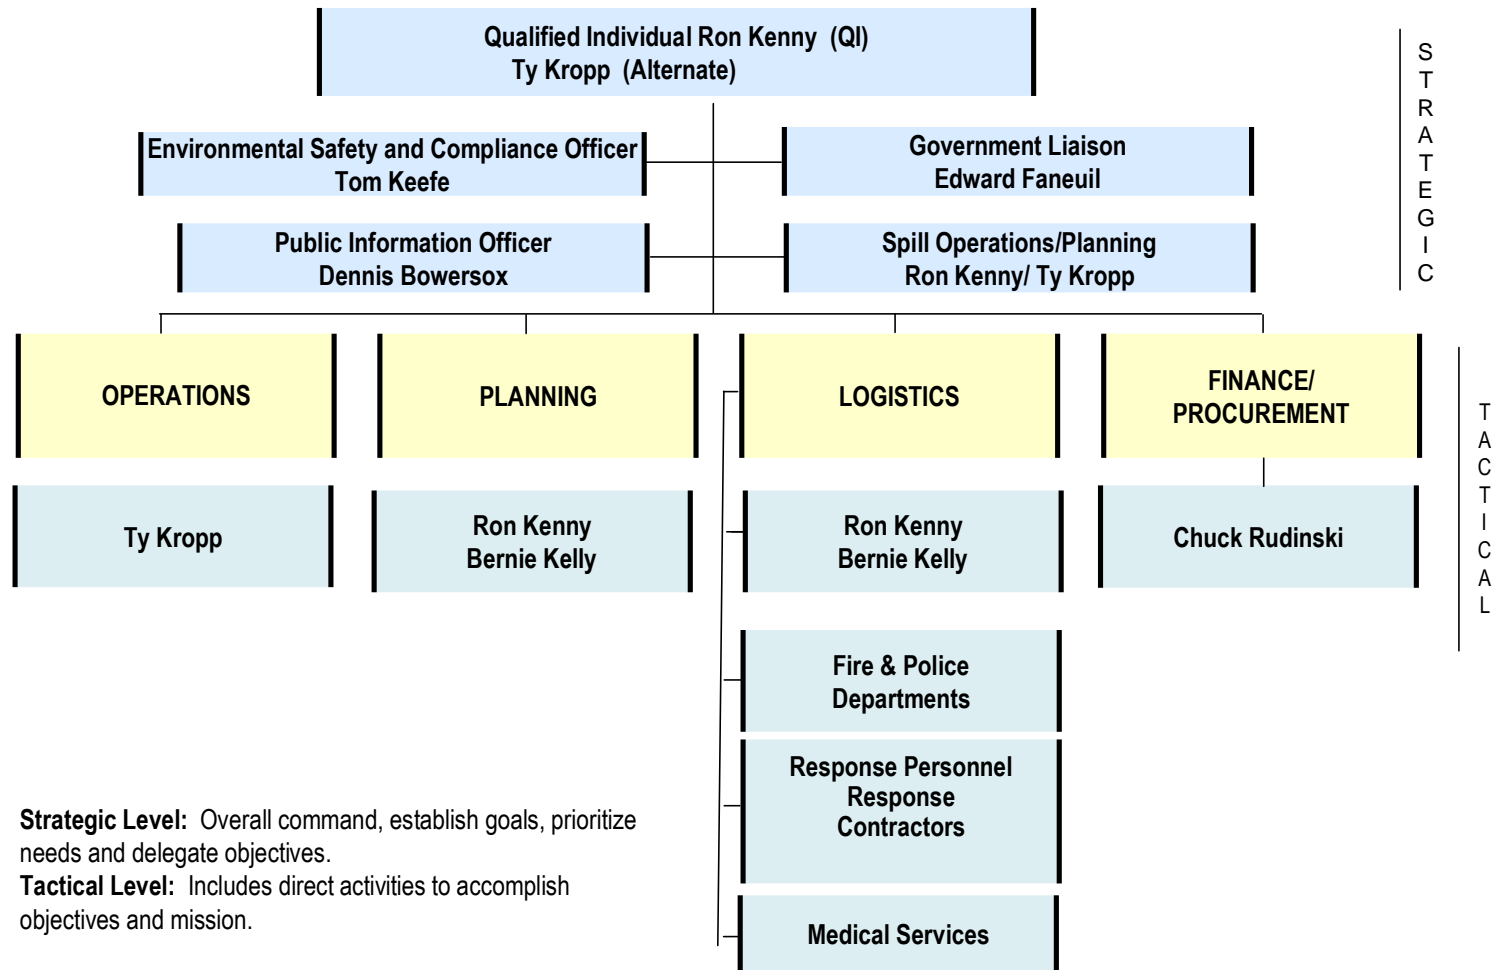 Qualified Individual Ron Kenny (QI)
Ty Kropp (Alternate)
Environmental Safety and Compliance Officer
Tom Keefe
Government Liaison
Edward Faneuil
Public Information Officer
Dennis Bowersox
Spill Operations/Planning
Ron Kenny/ Ty Kropp
STRATEGIC
OPERATIONS
PLANNING
LOGISTICS
FINANCE/
PROCUREMENT
Ty Kropp
Ron Kenny
Bernie Kelly
Ron Kenny
Bernie Kelly
Chuck Rudinski
TACTICAL
Fire & Police
Departments
Response Personnel
Response
Contractors
Medical Services
Strategic Level: Overall command, establish goals, prioritize
needs and delegate objectives.
Tactical Level: Includes direct activities to accomplish
objectives and mission.